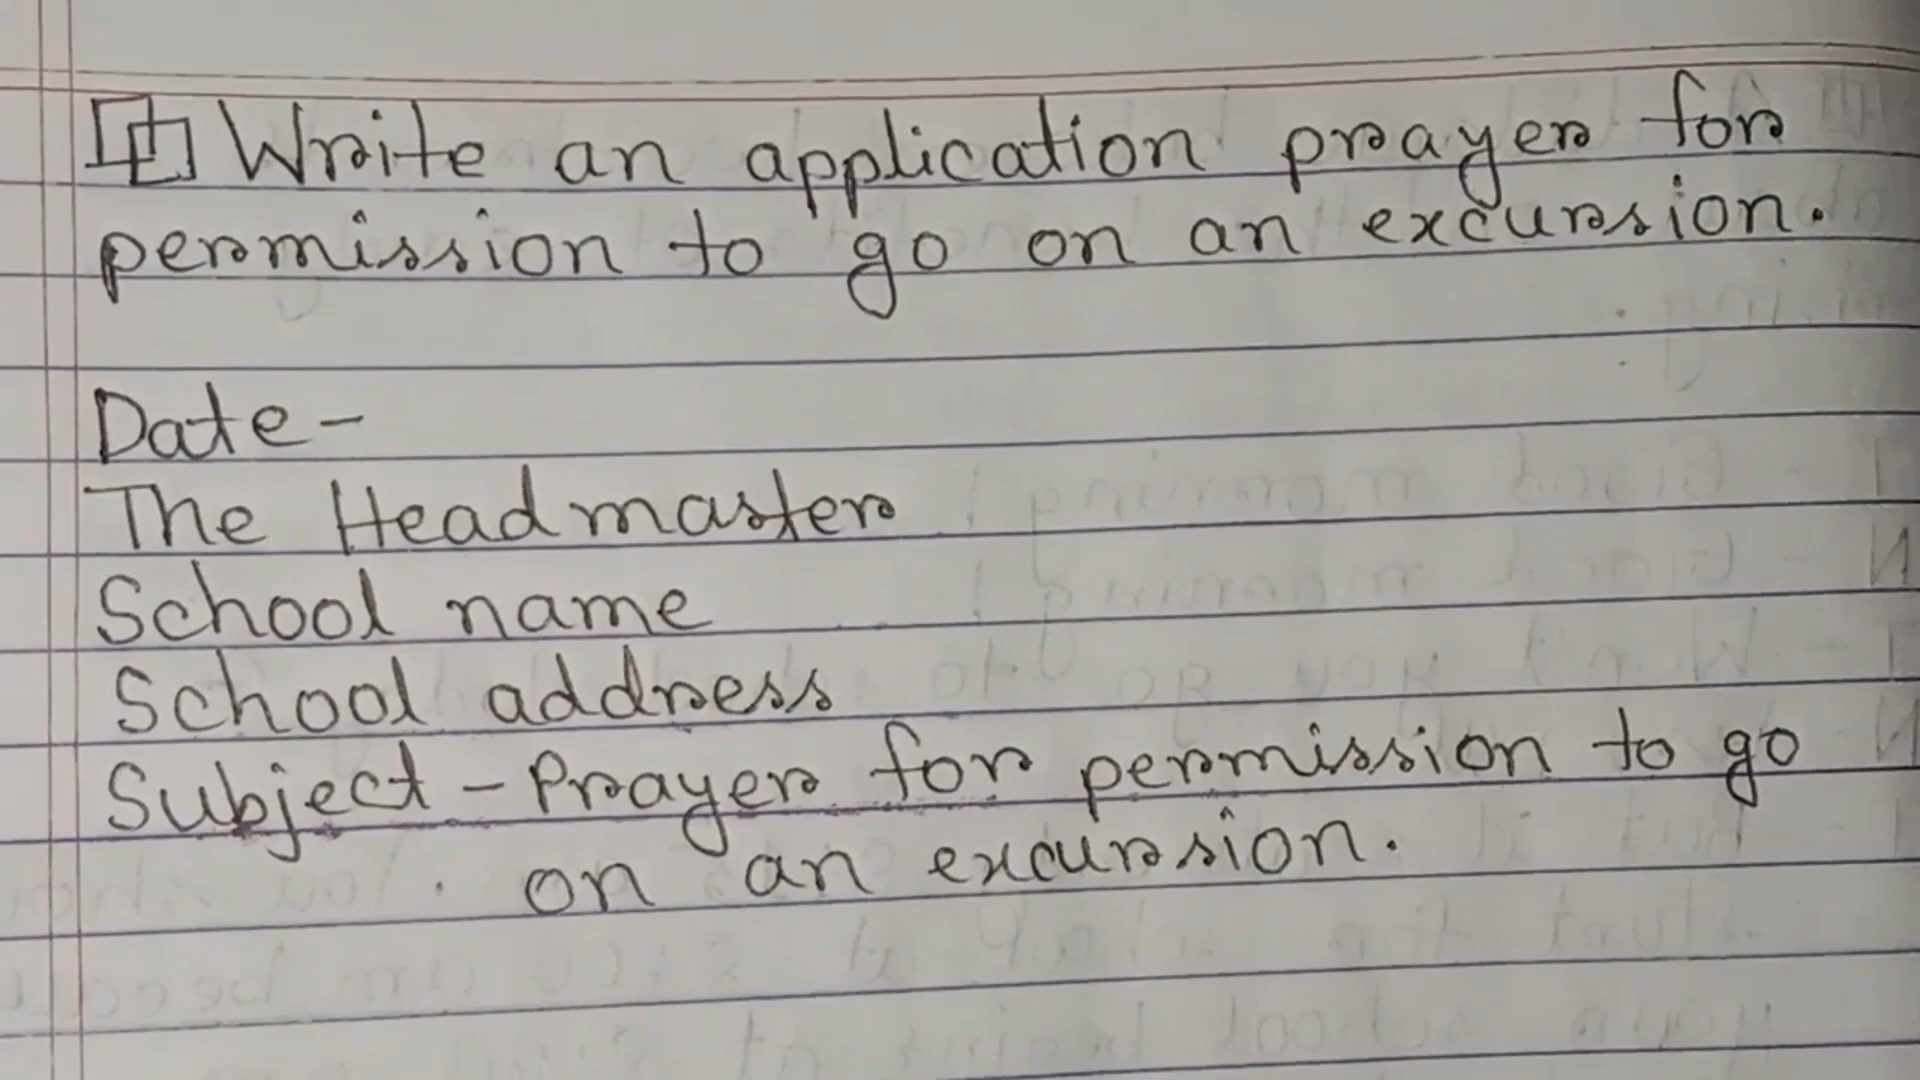 Write an application prayer for
permission to go on an excursion.
Date-
The Headmaster
School name
School address
Subject - Prayer for permission to go
on an excursion.